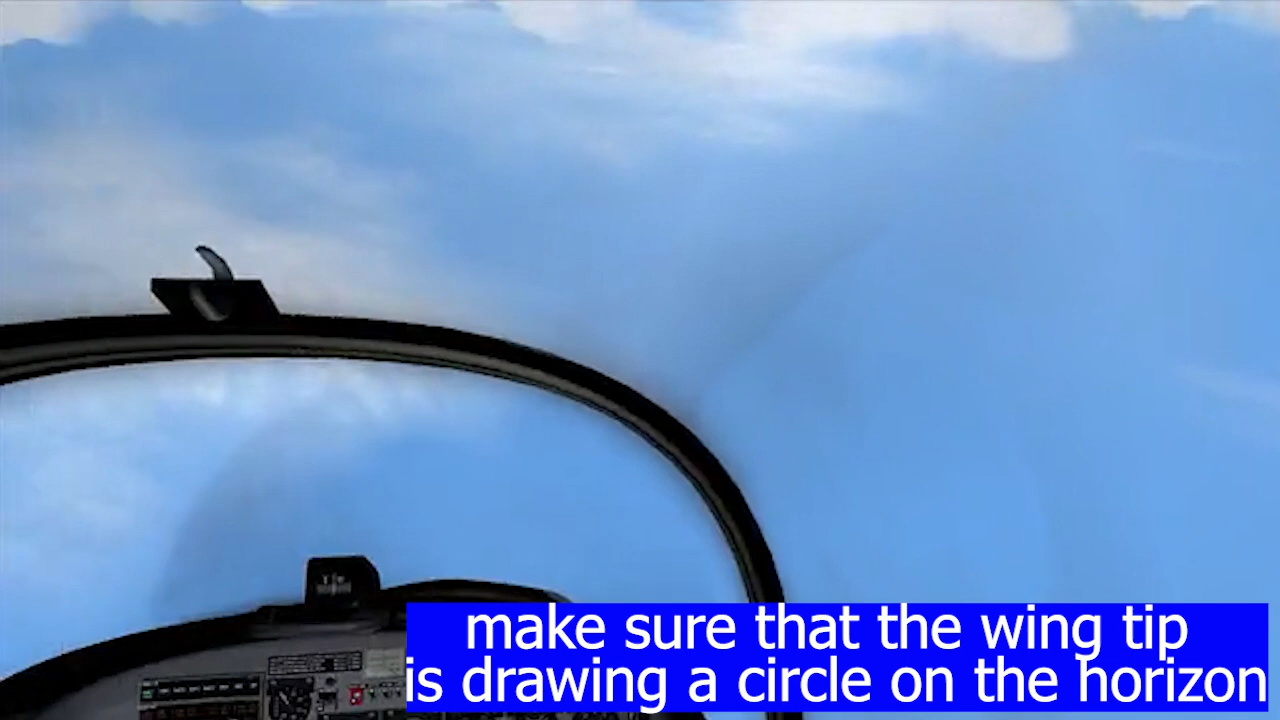 make sure that the wing tip
is drawing a circle on the horizon